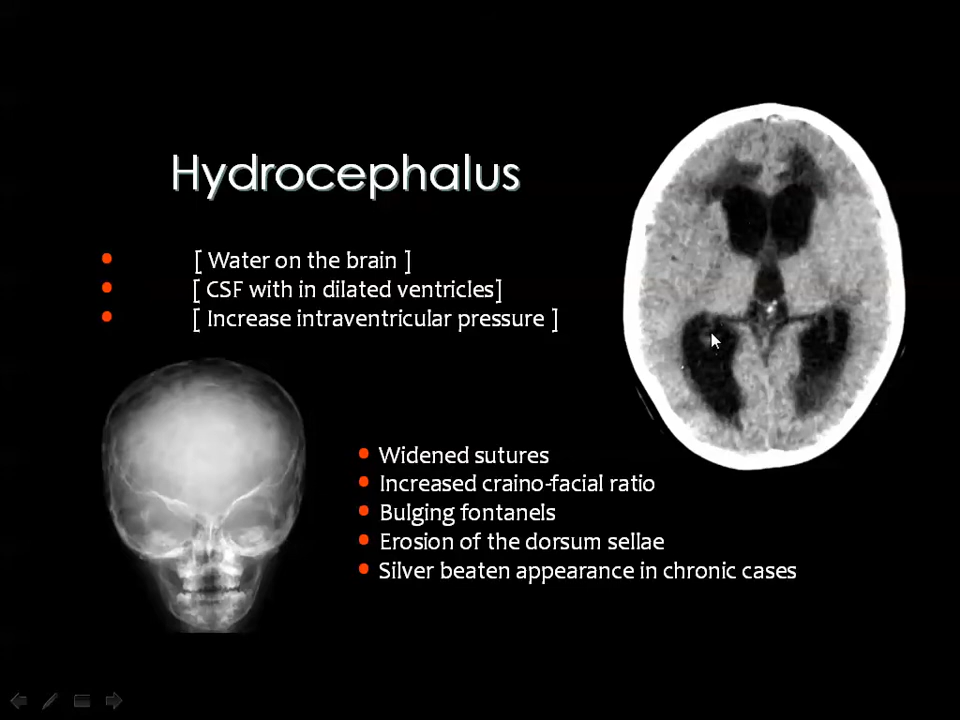 Hydrocephalus
[ Water on the brain ]
[ CSF with in dilated ventricles]
[ Increase intraventricular pressure ]
Widened sutures
Increased craino-facial ratio
Bulging fontanels
Erosion of the dorsum sellae
Silver beaten appearance in chronic cases